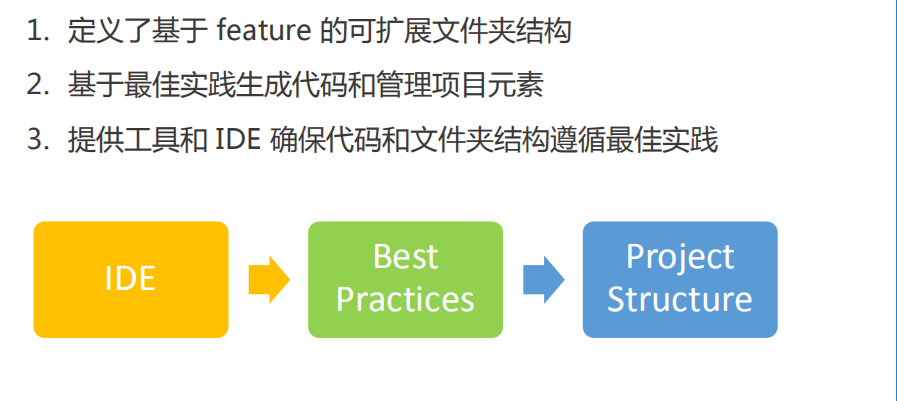 1. 定义了基于 feature 的可扩展文件夹结构
2. 基于最佳实践生成代码和管理项目元素
3. 提供工具和 IDE 确保代码和文件夹结构遵循最佳实践
IDE
Best
Practices
Project
Structure